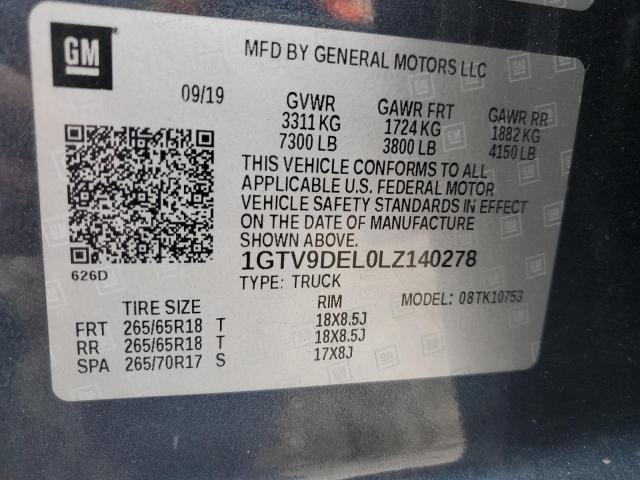 GM
MFD BY GENERAL MOTORS LLC
09/19 GVWR GAWR FRT GAWR RR
3311 KG 1724 KG 1882 KG
7300 LB 3800 LB 4150 LB
THIS VEHICLE CONFORMS TO ALL
APPLICABLE U.S. FEDERAL MOTOR
VEHICLE SAFETY STANDARDS IN EFFECT
ON THE DATE OF MANUFACTURE
SHOWN ABOVE.
626D
1GTV9DEL0LZ140278
TYPE: TRUCK MODEL: 08TK10753
TIRE SIZE RIM
FRT 265/65R18 T 18X8.5J
RR 265/65R18 T 18X8.5J
SPA 265/70R17 S 17X8J